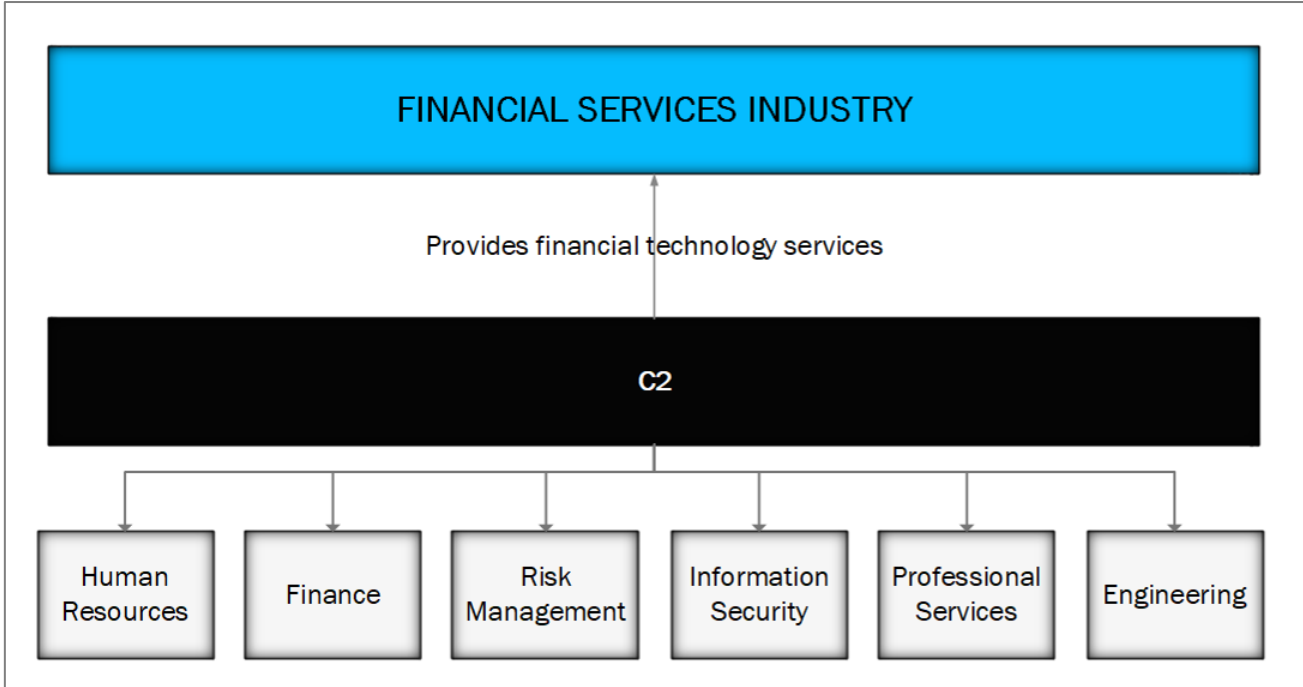 FINANCIAL SERVICES INDUSTRY
Provides financial technology services
C2
Human
Resources
Finance
Risk
Management
Information
Security
Professional
Services
Engineering